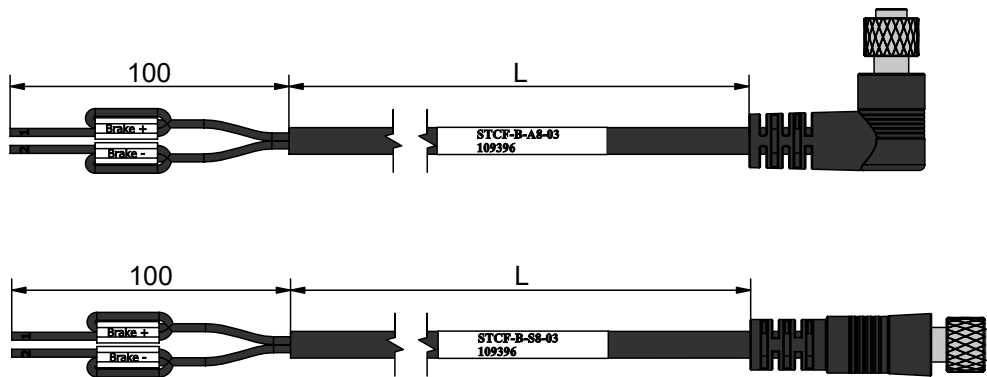 100
L
1
Brake +
2
Brake -
STCF-B-A8-03
109396
100
L
1
Brake +
2
Brake -
STCF-B-S8-03
109396